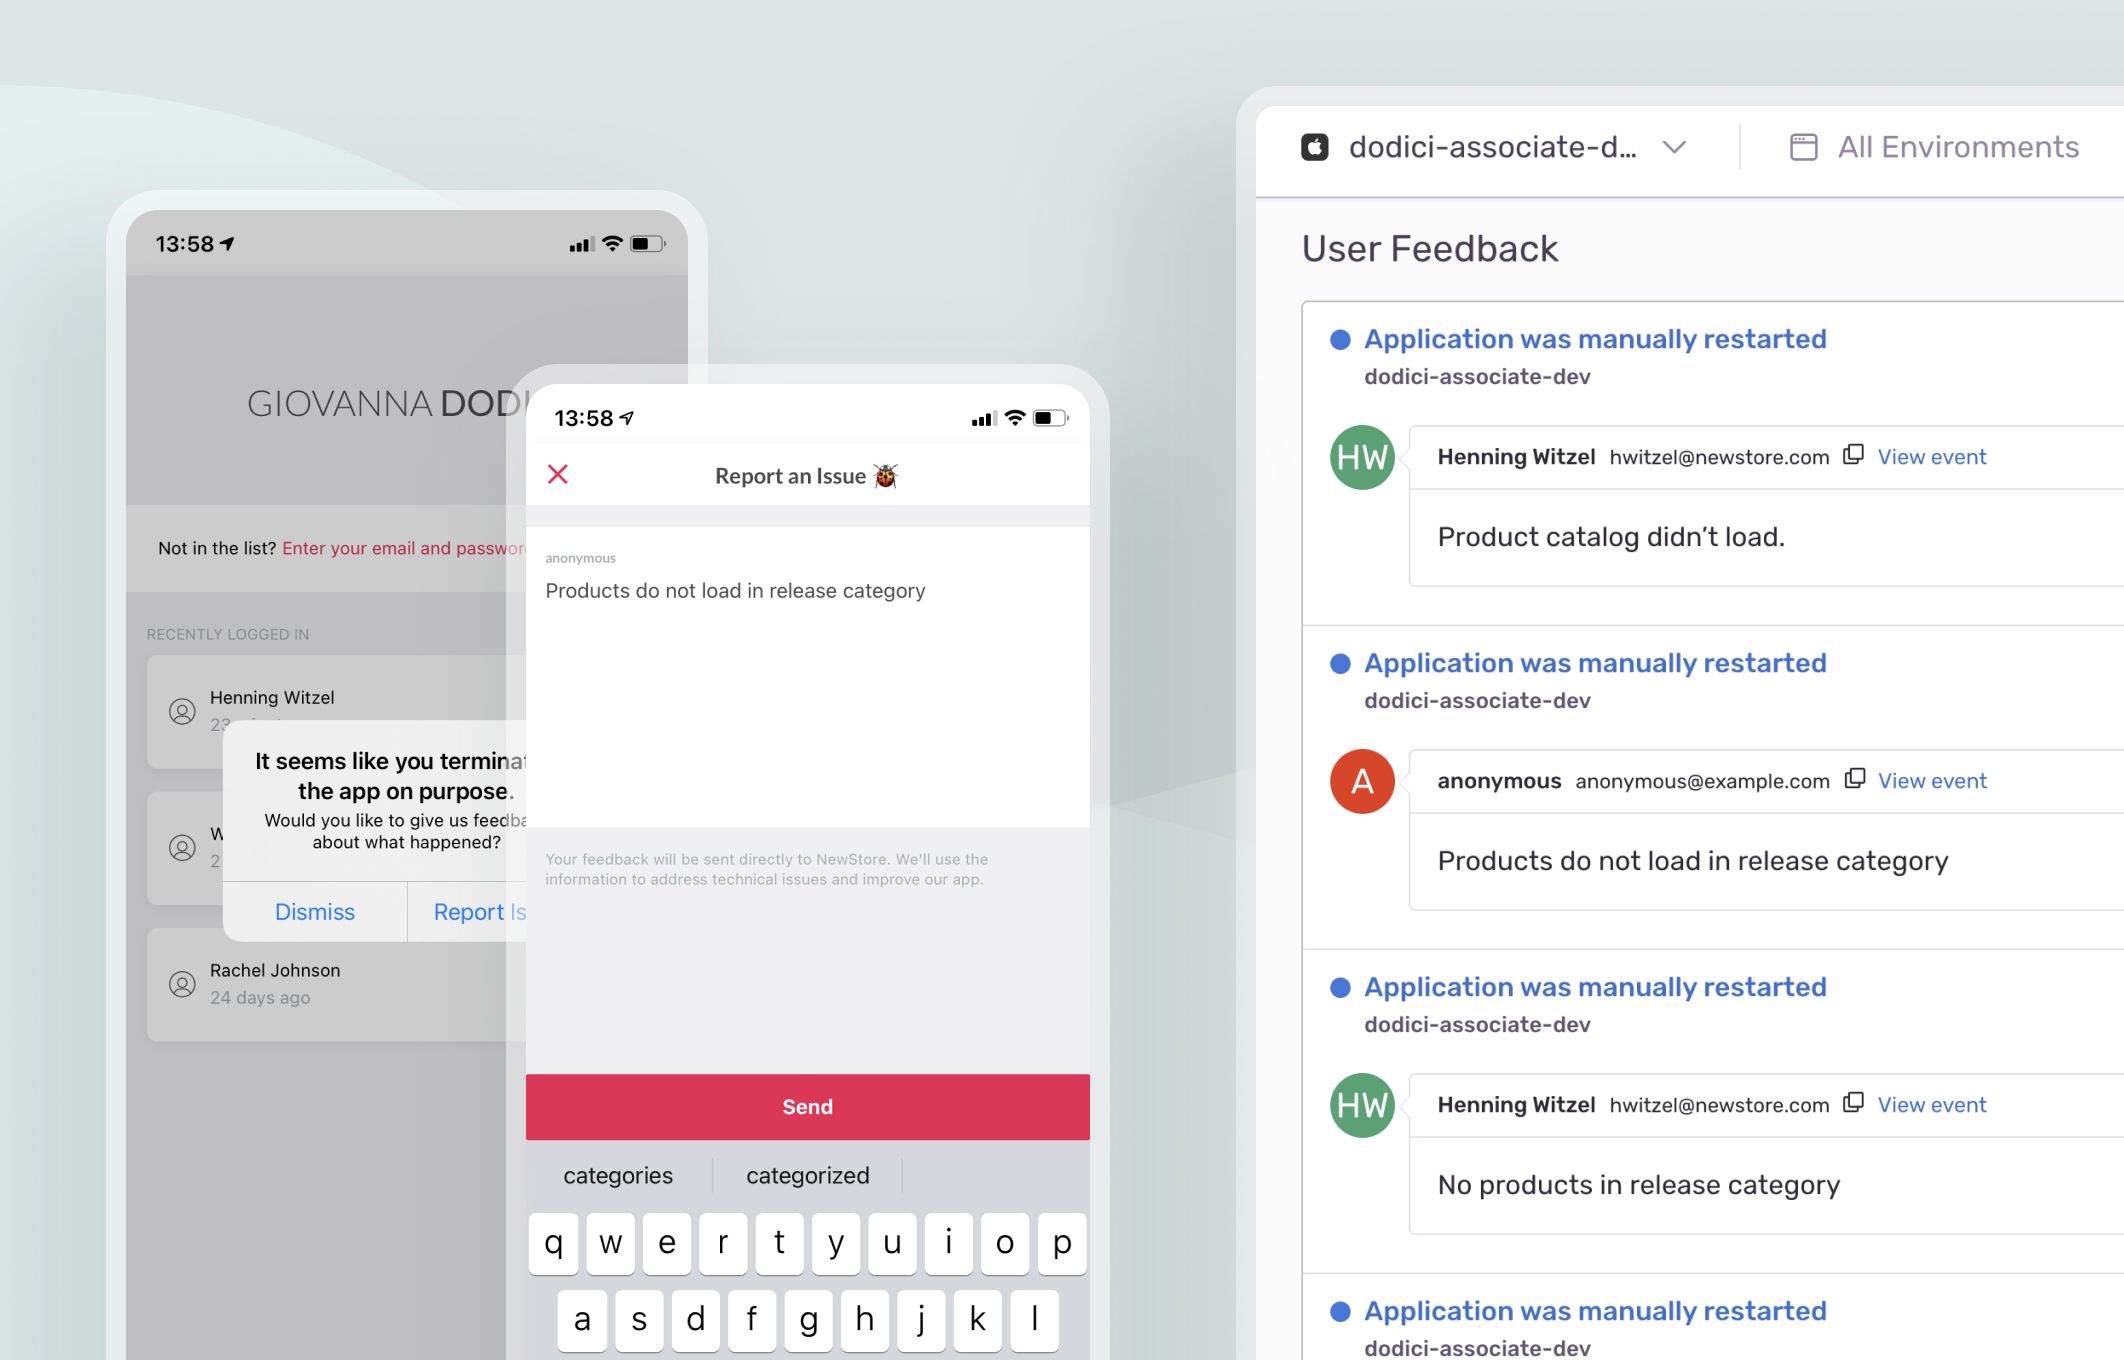 13:58
GIOVANNA DODI
Not in the list? Enter your email and passwor
RECENTLY LOGGED IN
Henning Witzel
23
It seems like you terminat
the app on purpose.
Would you like to give us feedba
about what happened?
Dismiss
Report Is
W
2
Rachel Johnson
24 days ago
13:58
Report an Issue
anonymous
Products do not load in release category
Your feedback will be sent directly to NewStore. We'll use the
information to address technical issues and improve our app.
Send
categories categorized
q w e r t y u i o p
a s d f g h j k l
dodici-associate-d... All Environments
User Feedback
Application was manually restarted
dodici-associate-dev
HW
Henning Witzel hwitzel@newstore.com View event
Product catalog didn’t load.
Application was manually restarted
dodici-associate-dev
A
anonymous anonymous@example.com View event
Products do not load in release category
Application was manually restarted
dodici-associate-dev
HW
Henning Witzel hwitzel@newstore.com View event
No products in release category
Application was manually restarted
dodici-associate-dev